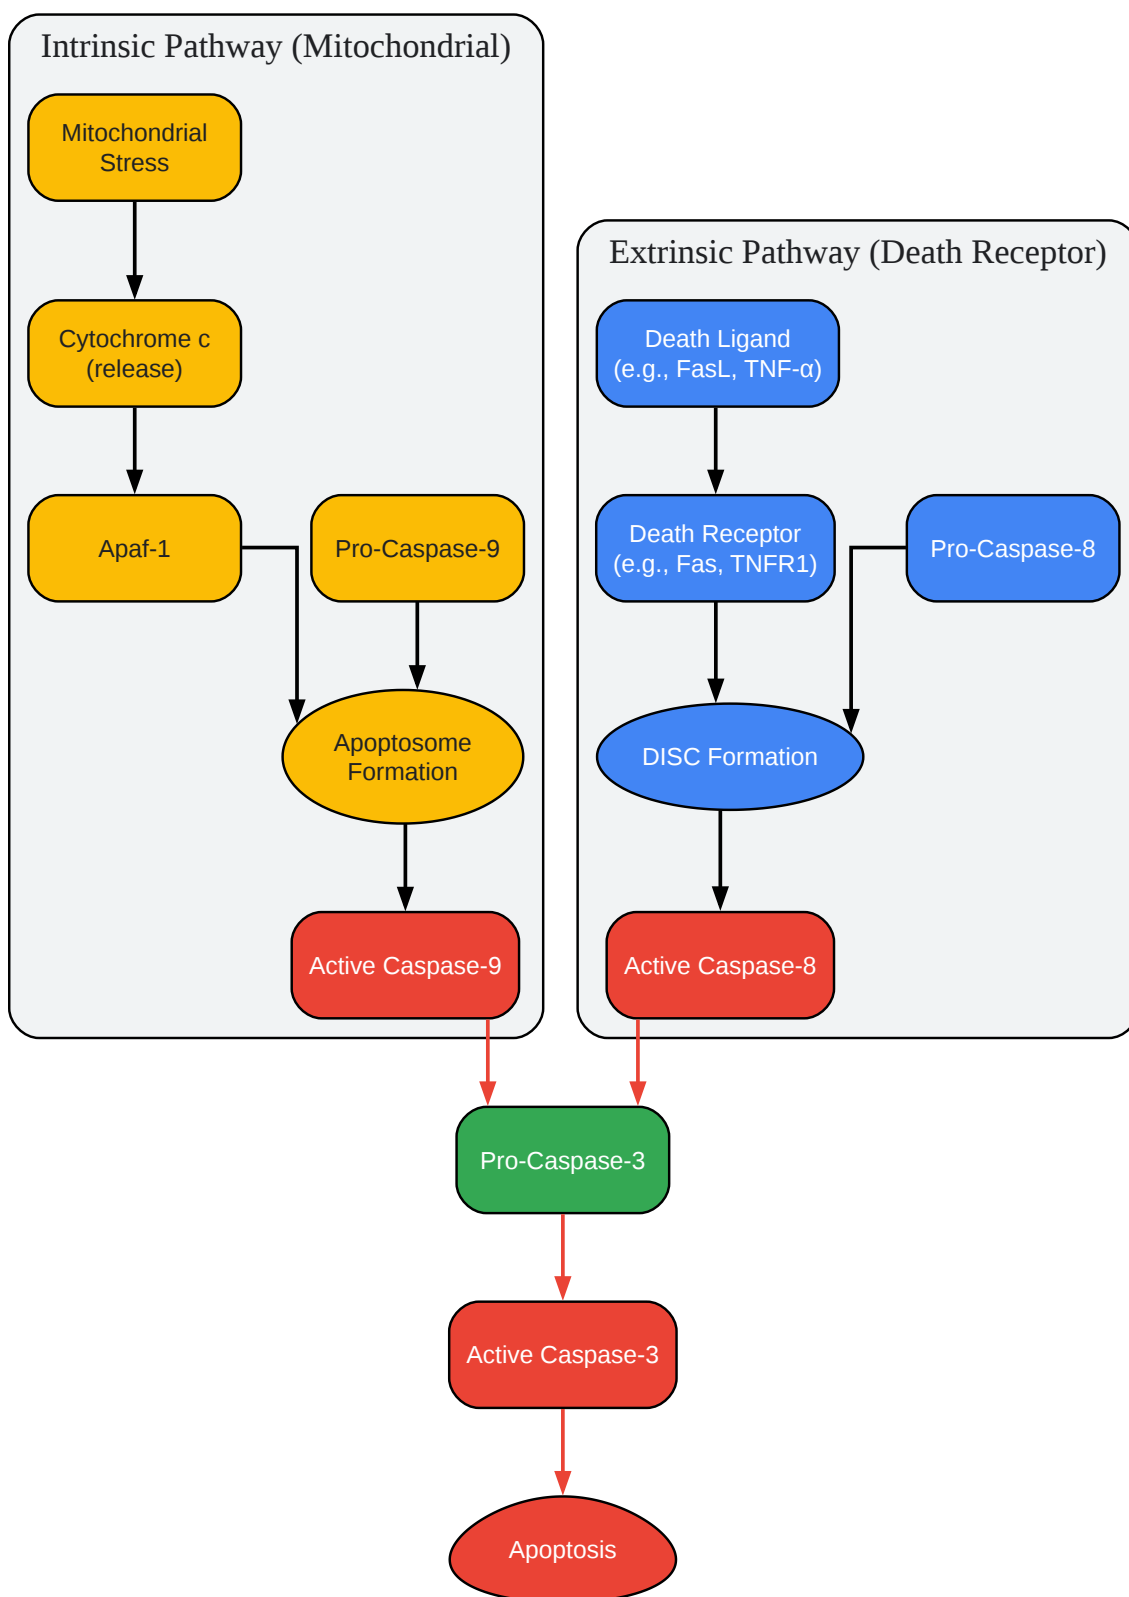 Intrinsic Pathway (Mitochondrial)
Mitochondrial
Stress
Cytochrome c
(release)
Apaf-1
Pro-Caspase-9
Apoptosome
Formation
Active Caspase-9
Extrinsic Pathway (Death Receptor)
Death Ligand
(e.g., FasL, TNF-α)
Death Receptor
(e.g., Fas, TNFR1)
Pro-Caspase-8
DISC Formation
Active Caspase-8
Pro-Caspase-3
Active Caspase-3
Apoptosis